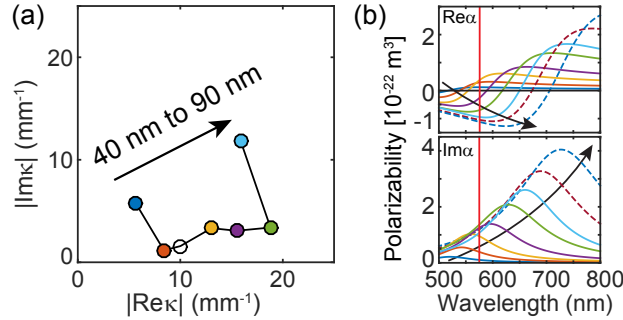 (a)
20
10
0
0
10
20
|Imκ| (mm⁻¹)
|Reκ| (mm⁻¹)
40 nm to 90 nm
(b)
Polarizability [10⁻²² m³]
Reα
2
0
-1
Imα
4
2
0
500
600
700
800
Wavelength (nm)